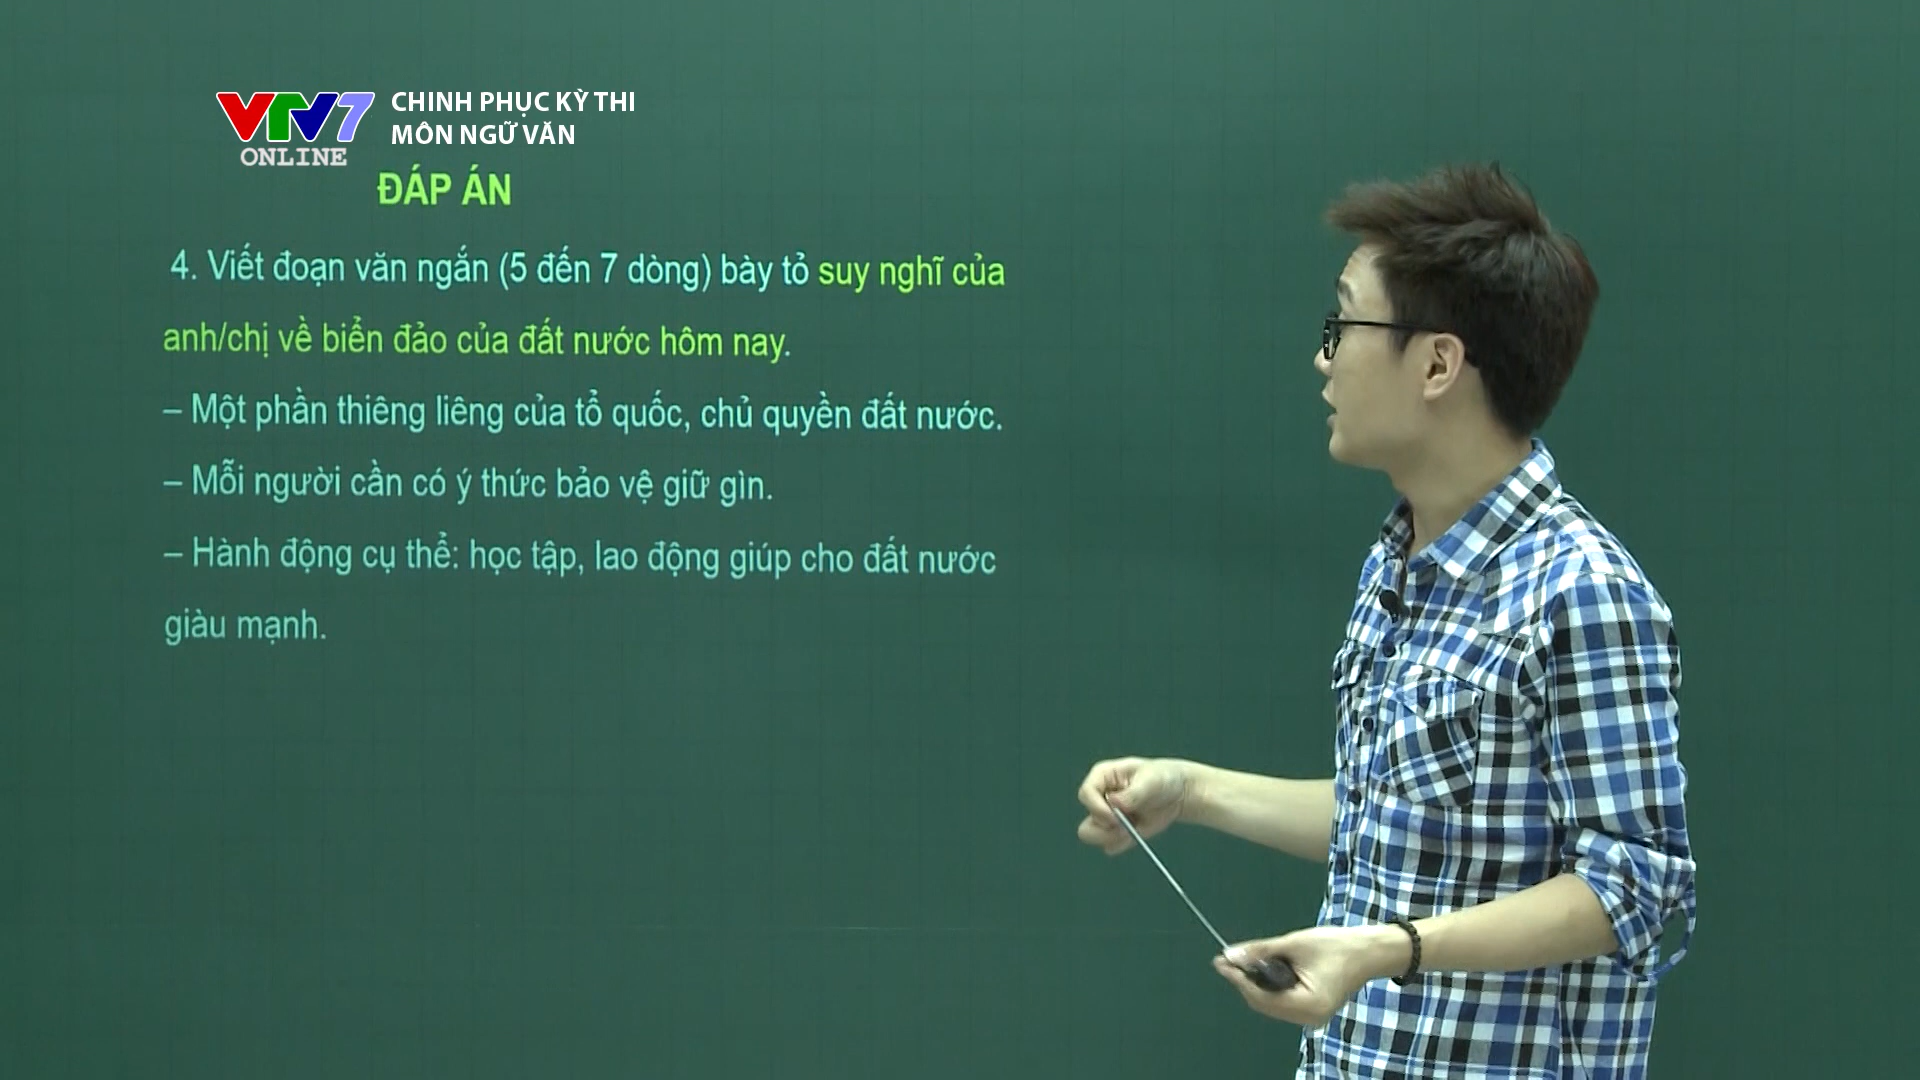 VTV7
ONLINE
CHINH PHỤC KỲ THI
MÔN NGỮ VĂN
ĐÁP ÁN
4. Viết đoạn văn ngắn (5 đến 7 dòng) bày tỏ suy nghĩ của
anh/chị về biển đảo của đất nước hôm nay.
– Một phần thiêng liêng của tổ quốc, chủ quyền đất nước.
– Mỗi người cần có ý thức bảo vệ giữ gìn.
– Hành động cụ thể: học tập, lao động giúp cho đất nước
giàu mạnh.